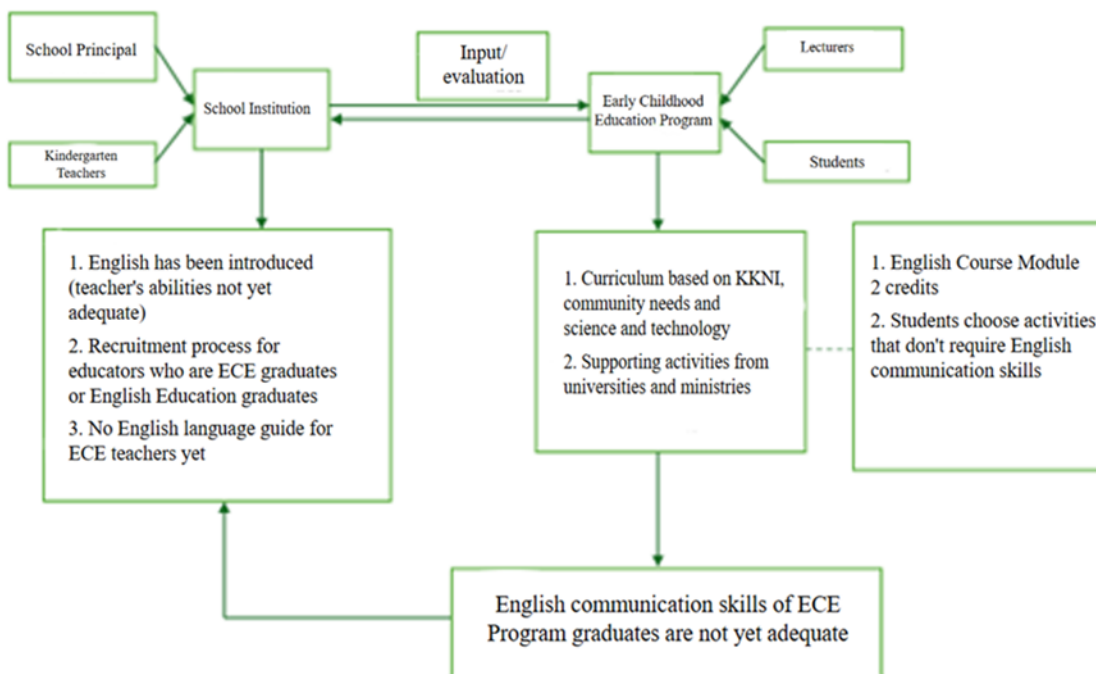 School Principal
Kindergarten
Teachers
School Institution
Input/
evaluation
Early Childhood
Education Program
Lecturers
Students
1. English has been introduced
(teacher's abilities not yet
adequate)
2. Recruitment process for
educators who are ECE graduates
or English Education graduates
3. No English language guide for
ECE teachers yet
1. Curriculum based on KKNI,
community needs and
science and technology
2. Supporting activities from
universities and ministries
1. English Course Module
2 credits
2. Students choose activities
that don't require English
communication skills
English communication skills of ECE
Program graduates are not yet adequate